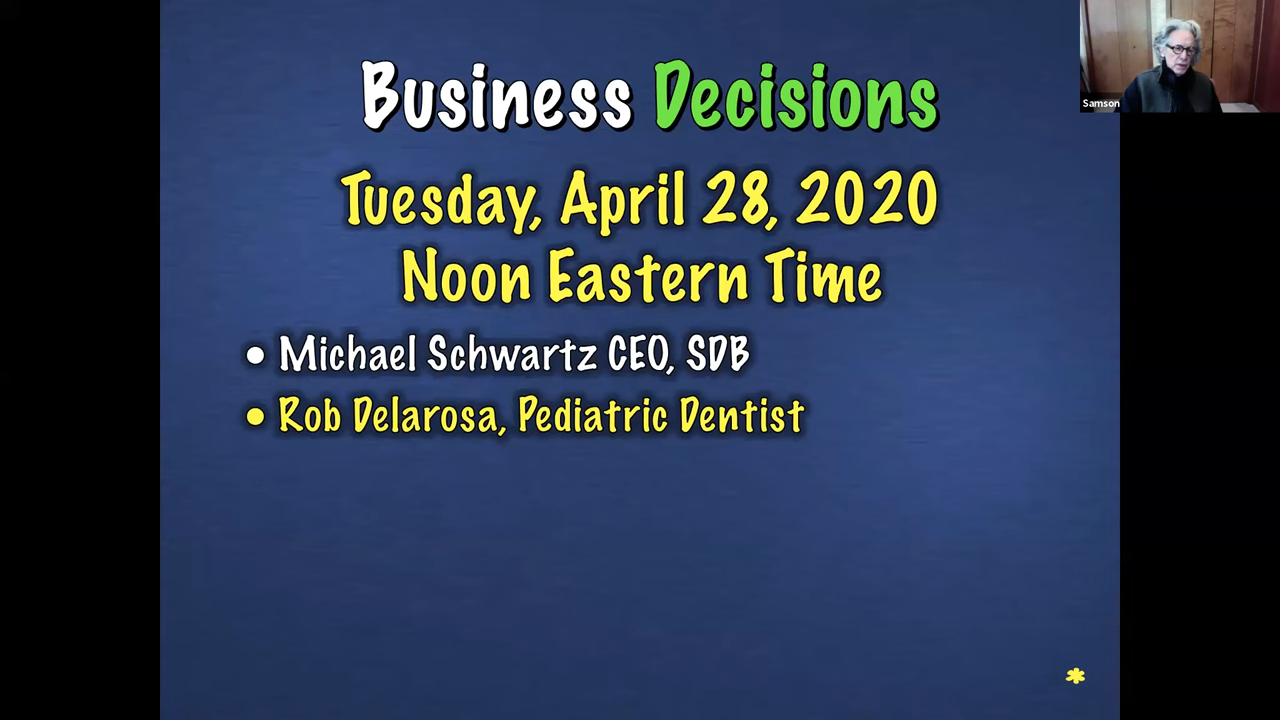 Business Decisions
Samson
Tuesday, April 28, 2020
Noon Eastern Time
• Michael Schwartz CEO, SDB
• Rob Delarosa, Pediatric Dentist
*